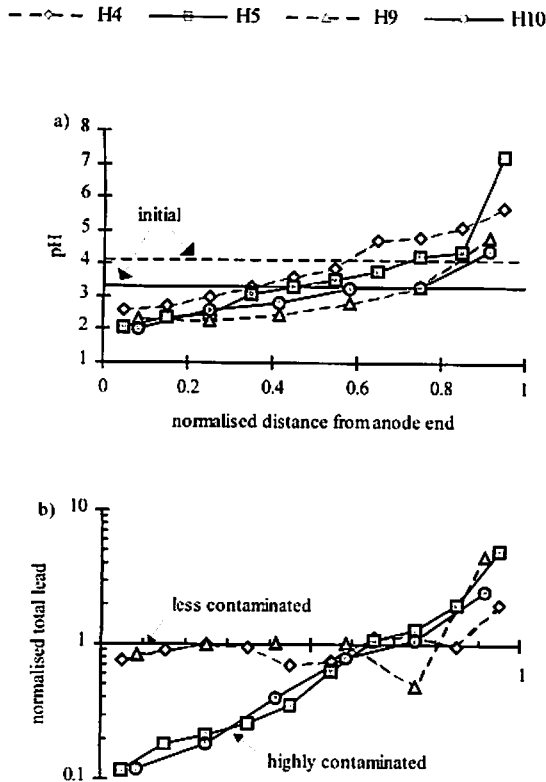 H4 H5 H9 H10
a)
8
7
6
5
4
3
2
1
pH
initial
0 0.2 0.4 0.6 0.8 1
normalised distance from anode end
b)
10
1
0.1
normalised total lead
less contaminated
1
highly contaminated